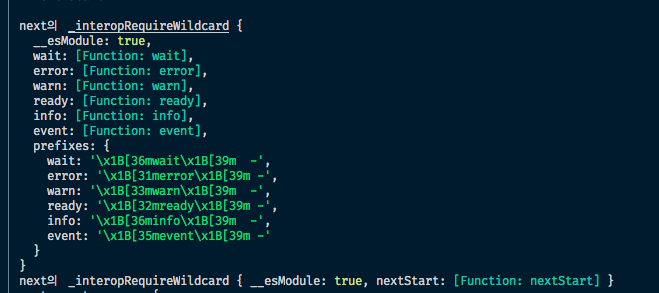 next의 _interopRequireWildcard {
  __esModule: true,
  wait: [Function: wait],
  error: [Function: error],
  warn: [Function: warn],
  ready: [Function: ready],
  info: [Function: info],
  event: [Function: event],
  prefixes: {
    wait: '\x1B[36mwait\x1B[39m  -',
    error: '\x1B[31merror\x1B[39m -',
    warn: '\x1B[33mwarn\x1B[39m  -',
    ready: '\x1B[32mready\x1B[39m -',
    info: '\x1B[36minfo\x1B[39m  -',
    event: '\x1B[35mevent\x1B[39m -'
  }
}
next의 _interopRequireWildcard { __esModule: true, nextStart: [Function: nextStart] }